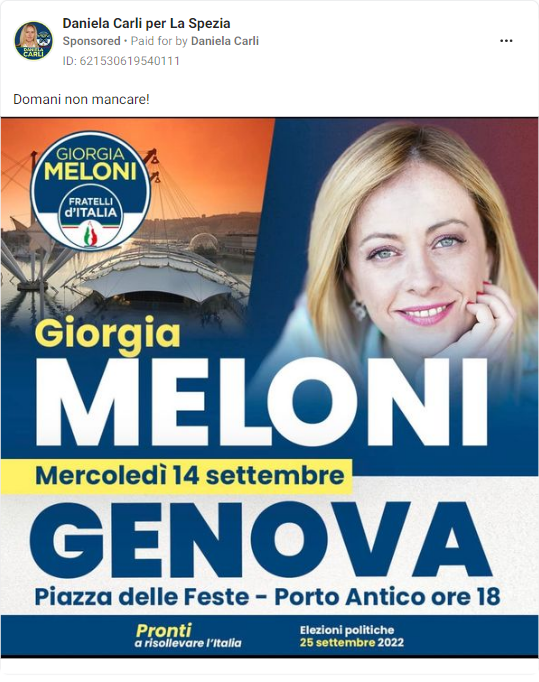 Daniela Carli per La Spezia
Sponsored • Paid for by Daniela Carli
ID: 621530619540111
Domani non mancare!
GIORGIA
MELONI
FRATELLI
d'ITALIA
Giorgia
MELONI
Mercoledì 14 settembre
GENOVA
Piazza delle Feste - Porto Antico ore 18
Pronti
a risollevare l'Italia
Elezioni politiche
25 settembre 2022